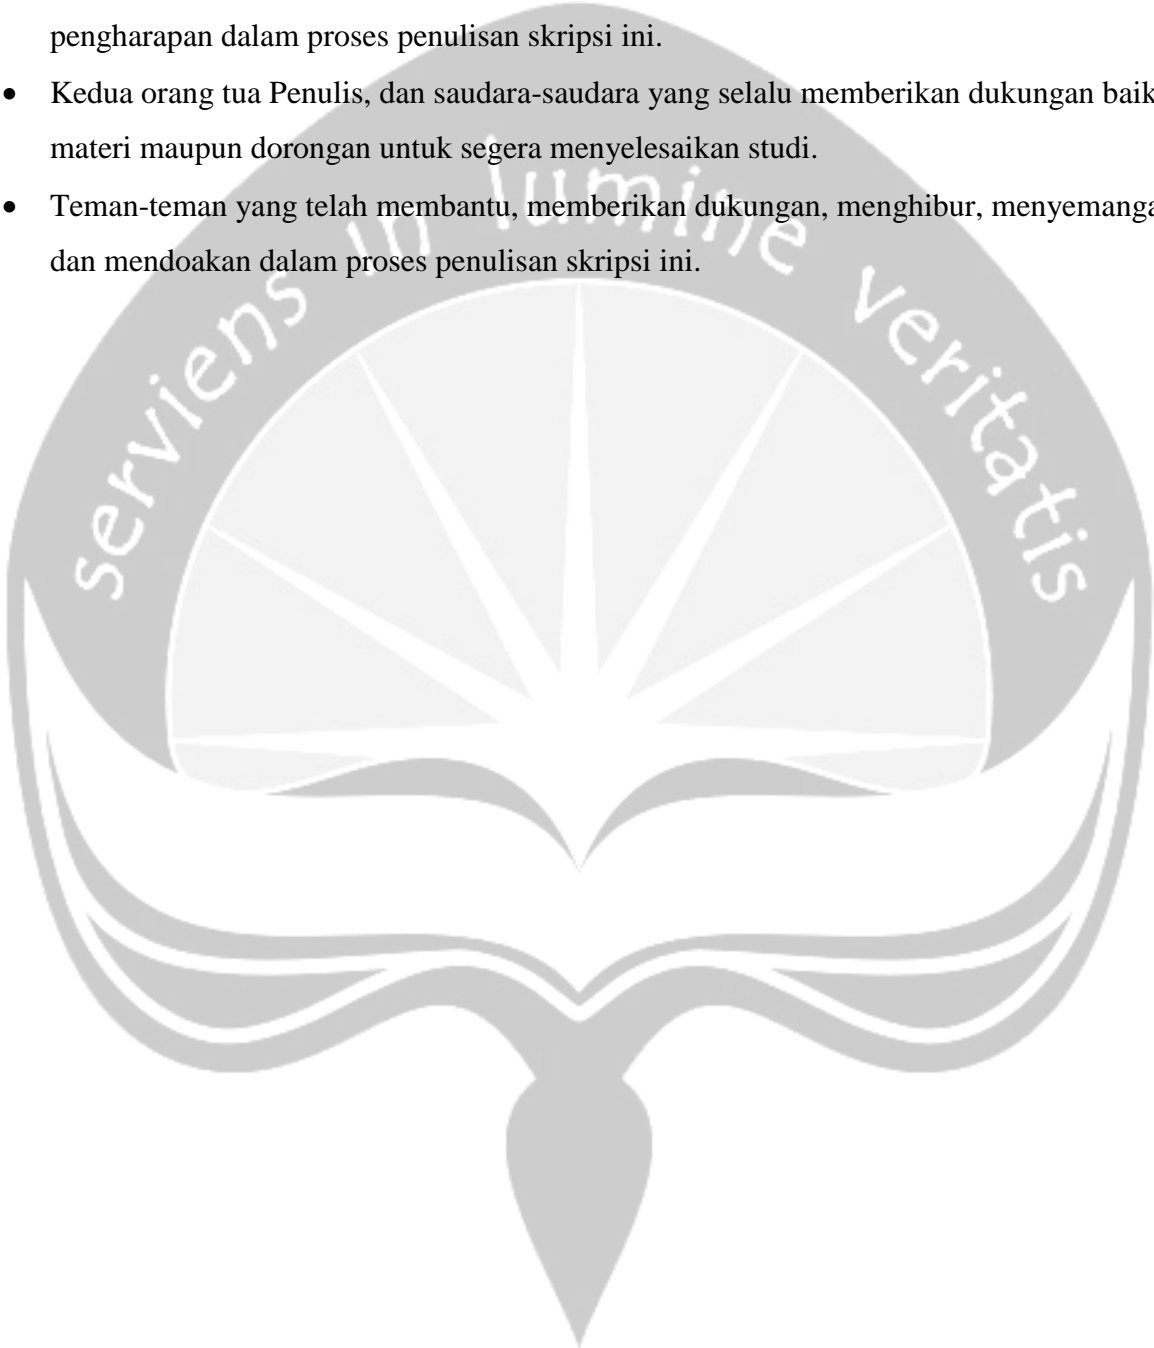 pengharapan dalam proses penulisan skripsi ini.
• Kedua orang tua Penulis, dan saudara-saudara yang selalu memberikan dukungan baik
materi maupun dorongan untuk segera menyelesaikan studi.
• Teman-teman yang telah membantu, memberikan dukungan, menghibur, menyemanga
dan mendoakan dalam proses penulisan skripsi ini.
serviens in lumine veritatis